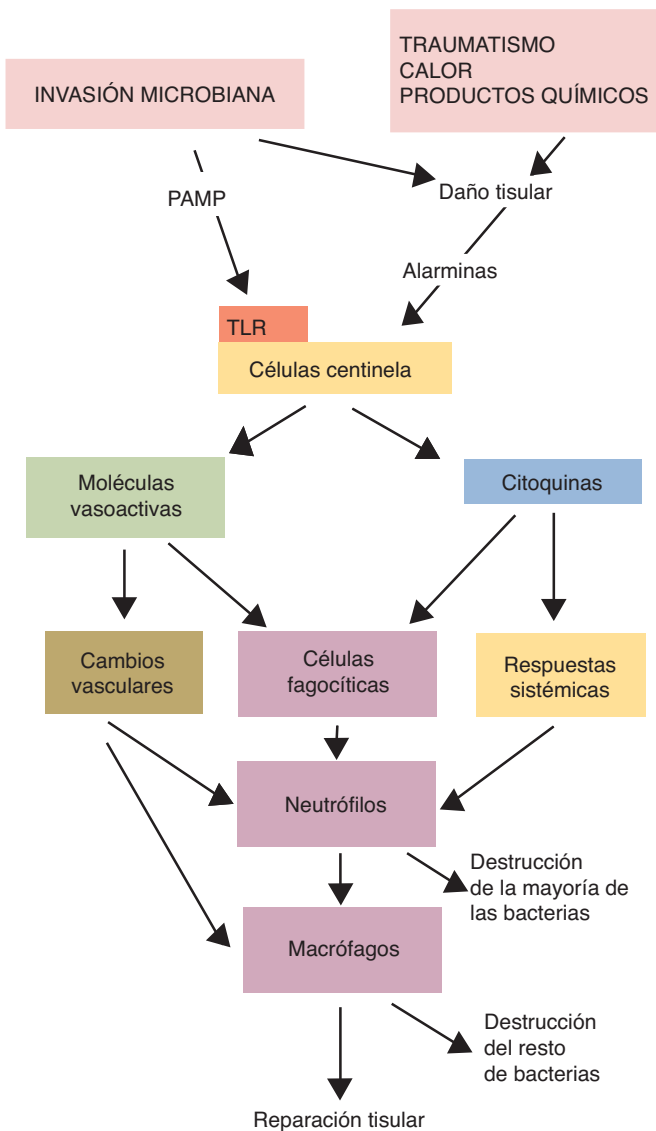 TRAUMATISMO
CALOR
PRODUCTOS QUÍMICOS
INVASIÓN MICROBIANA
PAMP
Daño tisular
Alarminas
TLR
Células centinela
Moléculas
vasoactivas
Citoquinas
Cambios
vasculares
Células
fagocíticas
Respuestas
sistémicas
Neutrófilos
Destrucción
de la mayoría de
las bacterias
Macrófagos
Destrucción
del resto
de bacterias
Reparación tisular